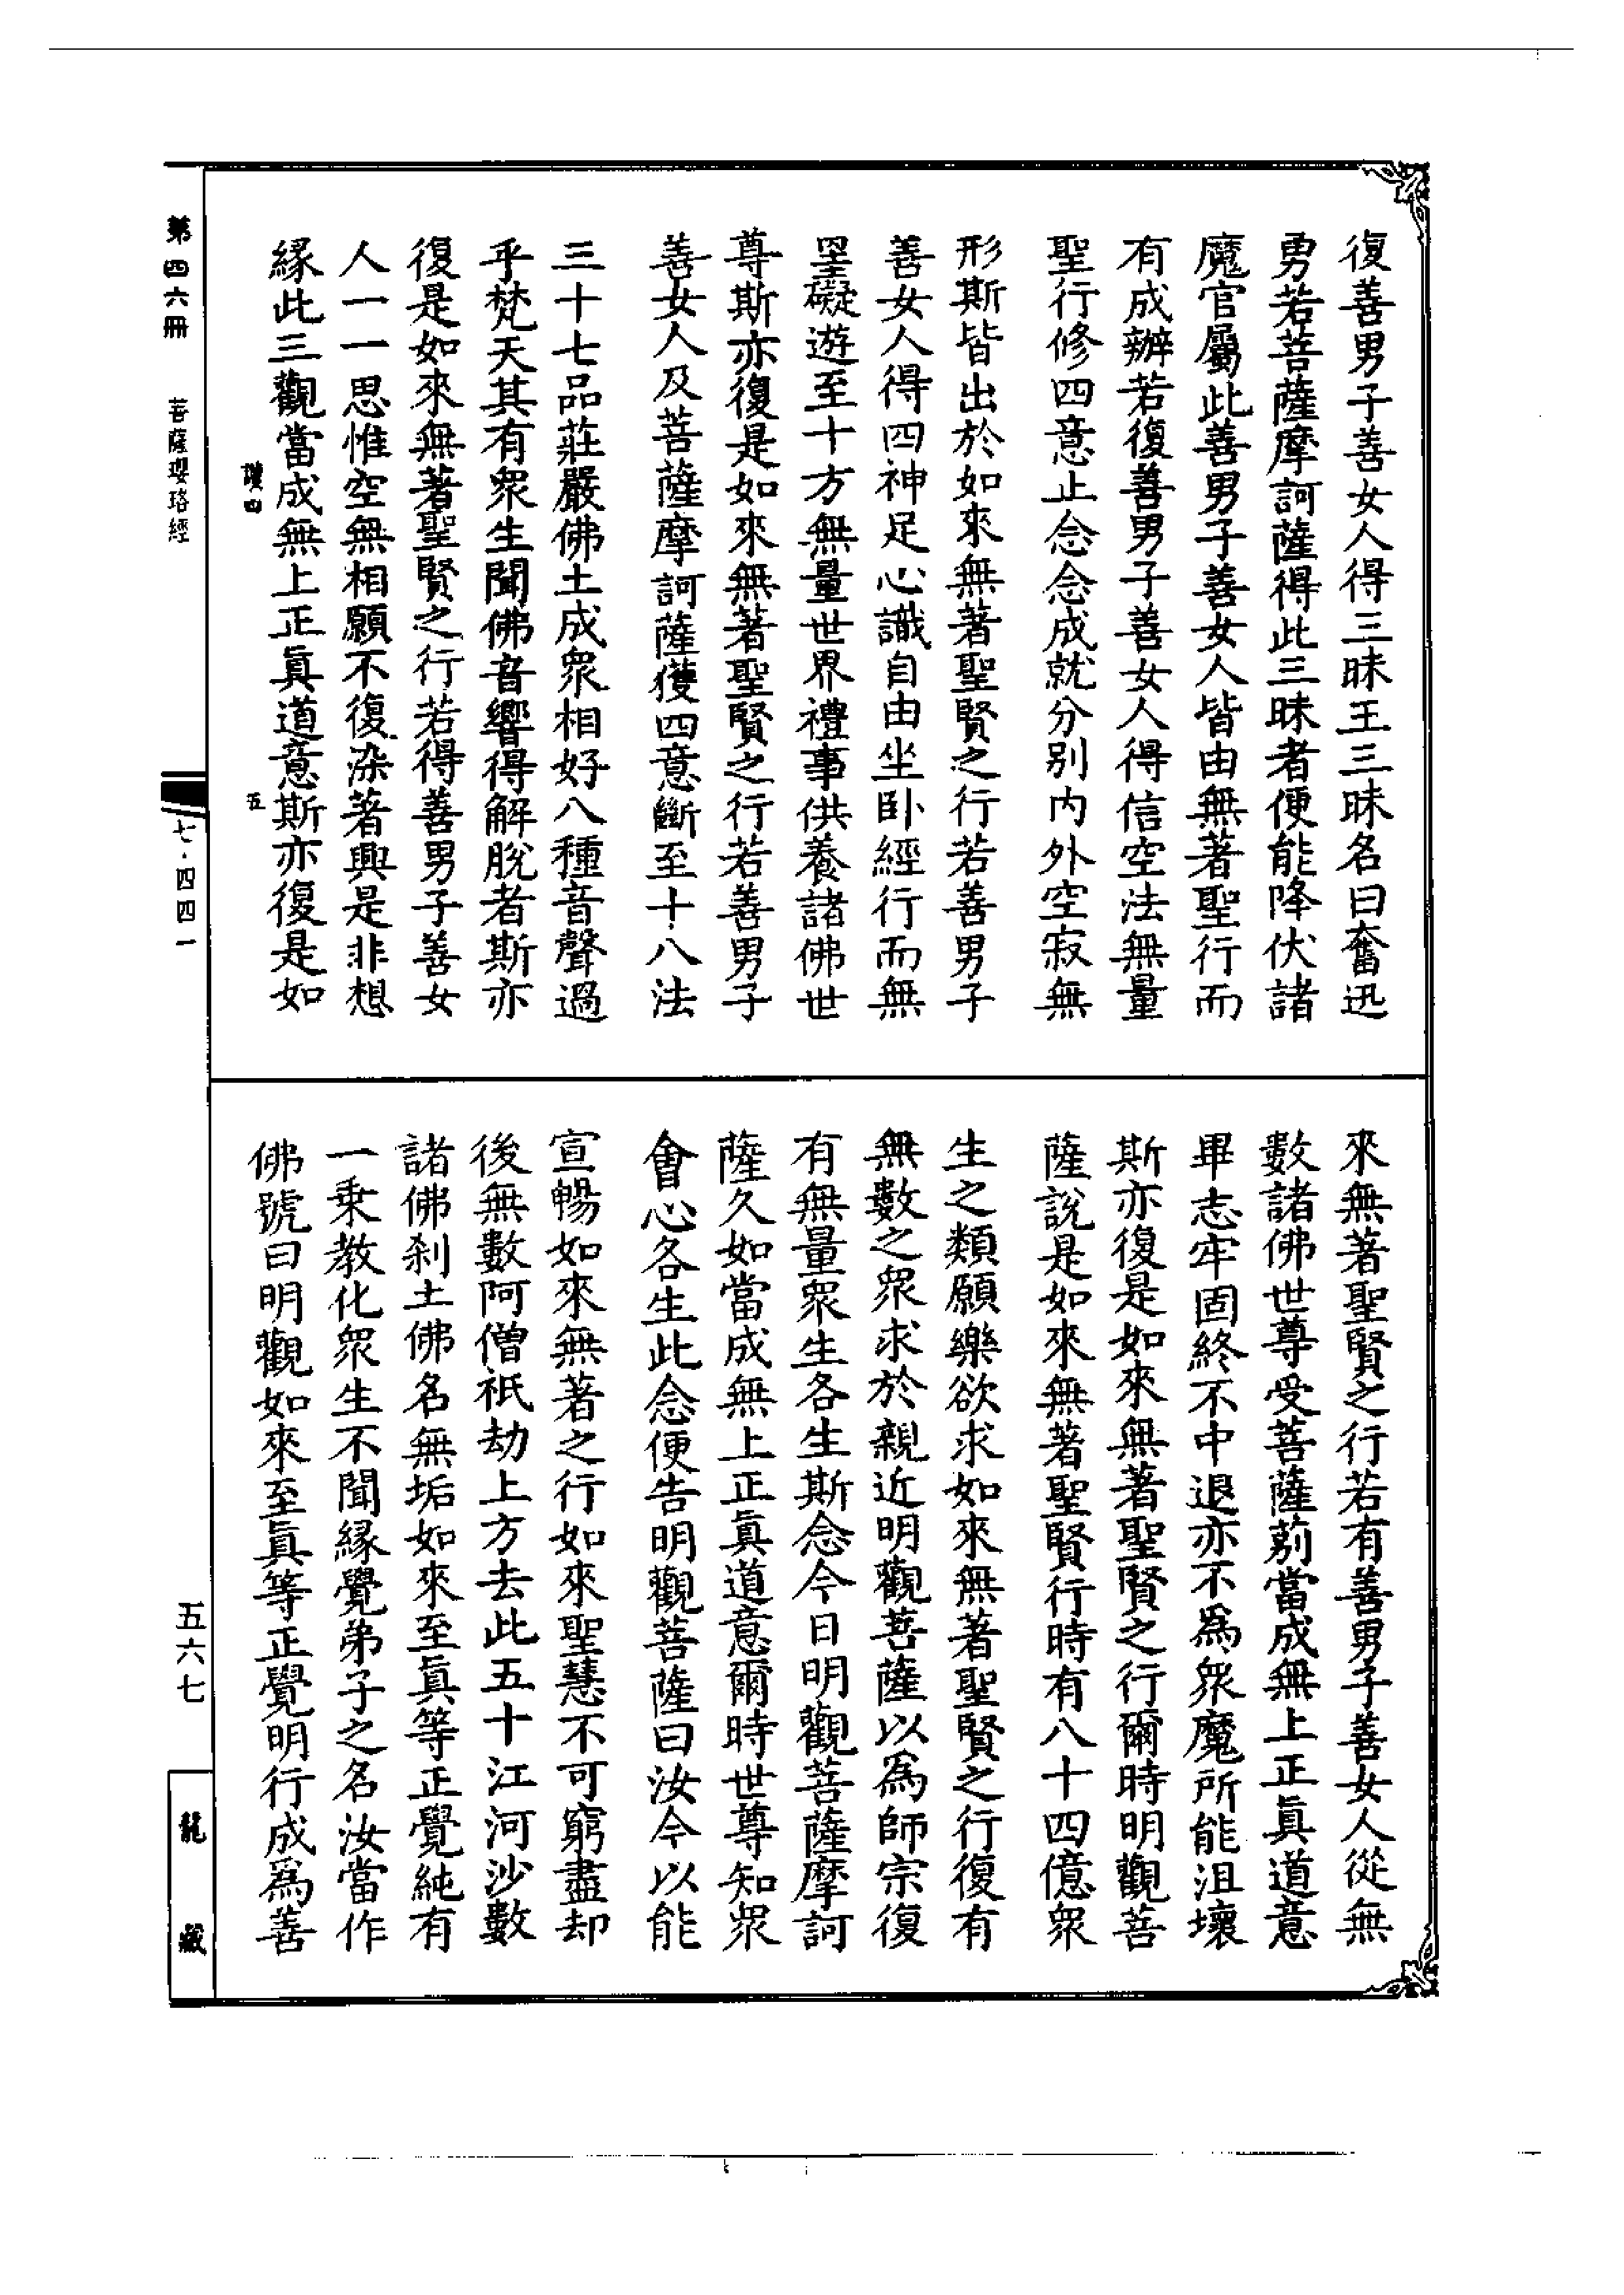 復善男子善女人得三昧王三昧名曰奮迅
勇若菩薩摩訶薩得此三昧者便能降伏諸
魔官屬此善男子善女人皆由無著聖行而
有成辦若復善男子善女人得信空法無量
聖行修四意止念念成就分別内外空寂無
形斯皆出於如來無著聖賢之行若善男子
善女人得四神足心識自由坐卧經行而無
罣礙遊至十方無量世界禮事供養諸佛世
尊斯亦復是如來無著聖賢之行若善男子
善女人及菩薩摩訶薩獲四意斷至十八法
三十七品莊嚴佛土成衆相好八種音聲過
乎梵天其有衆生聞佛音響得解脫者斯亦
復是如來無著聖賢之行若得善男子善女
人一一思惟空無相願不復染著興是非想
緣此三觀當成無上正眞道意斯亦復是如
四
五
來無著聖賢之行若有善男子善女人從無
數諸佛世尊受菩薩莂當成無上正眞道意
畢志牢固終不中退亦不爲衆魔所能沮壞
斯亦復是如來無著聖賢之行爾時明觀菩
薩說是如來無著聖賢行時有八十四億衆
生之類願樂欲求如來無著聖賢之行復有
無數之衆求於親近明觀菩薩以爲師宗復
有無量衆生各生斯念今日明觀菩薩摩訶
薩久如當成無上正眞道意爾時世尊知衆
會心各生此念便告明觀菩薩曰汝今以能
宣暢如來無著之行如來聖慧不可窮盡却
後無數阿僧祇劫上方去此五十江河沙數
諸佛刹土佛名無垢如來至眞等正覺純有
一乘教化衆生不聞緣覺弟子之名汝當作
佛號曰明觀如來至眞等正覺明行成爲善
第四六冊
菩薩瓔珞經
七·四四一
五六七
龍藏